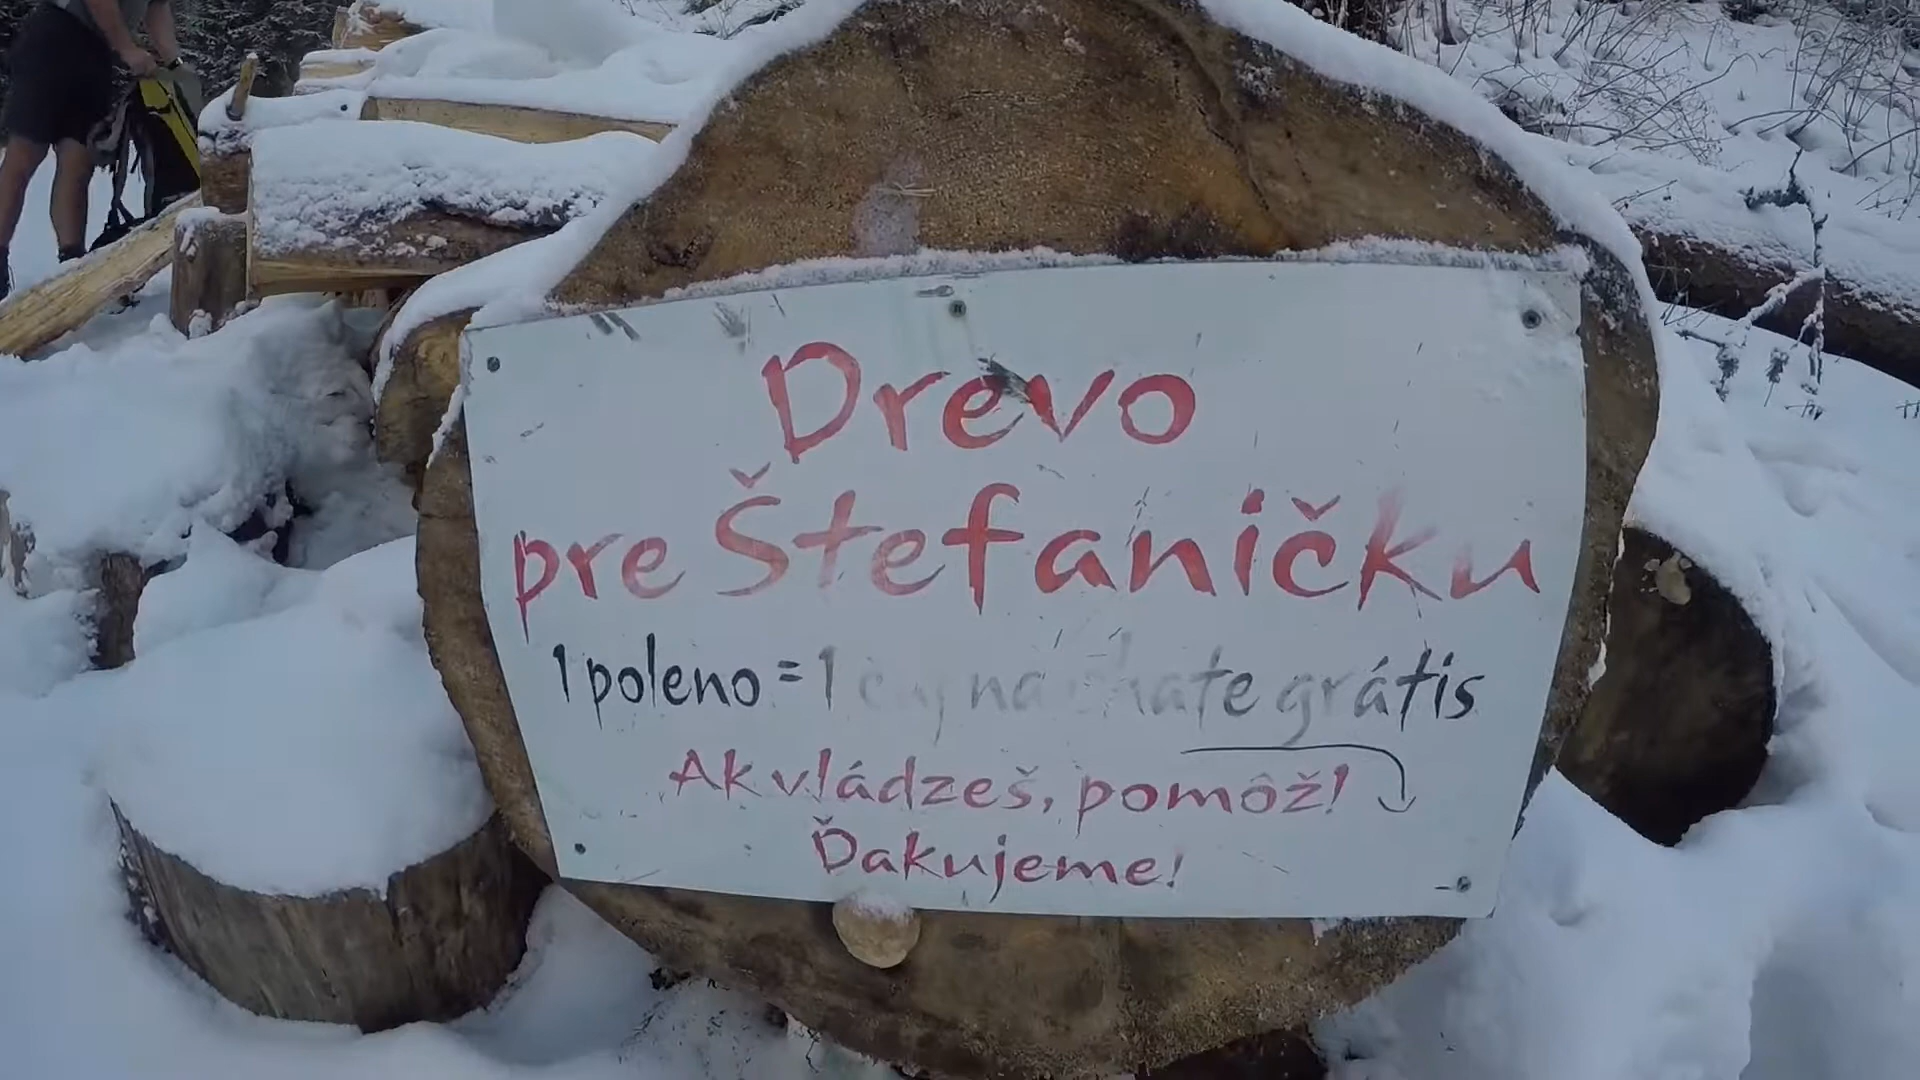 Drevo
pre Štefaničku
1 poleno = 1 čaj na chate grátis
Ak vládzeš, pomôž!
Ďakujeme!